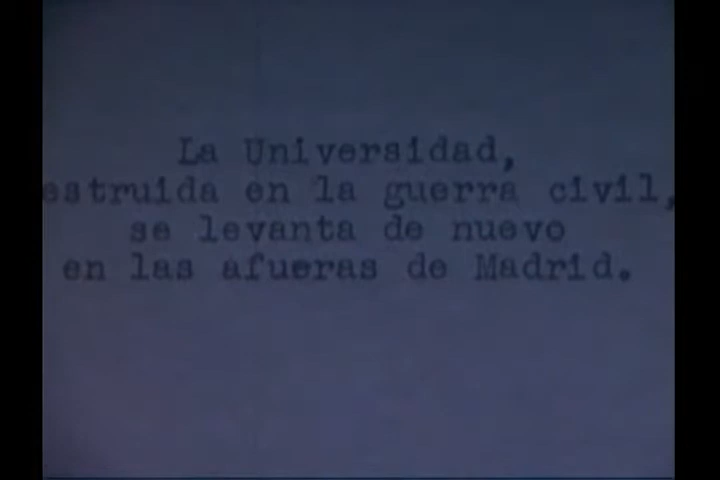 La Universidad,
estruida en la guerra civil,
se levanta de nuevo
en las afueras de Madrid.